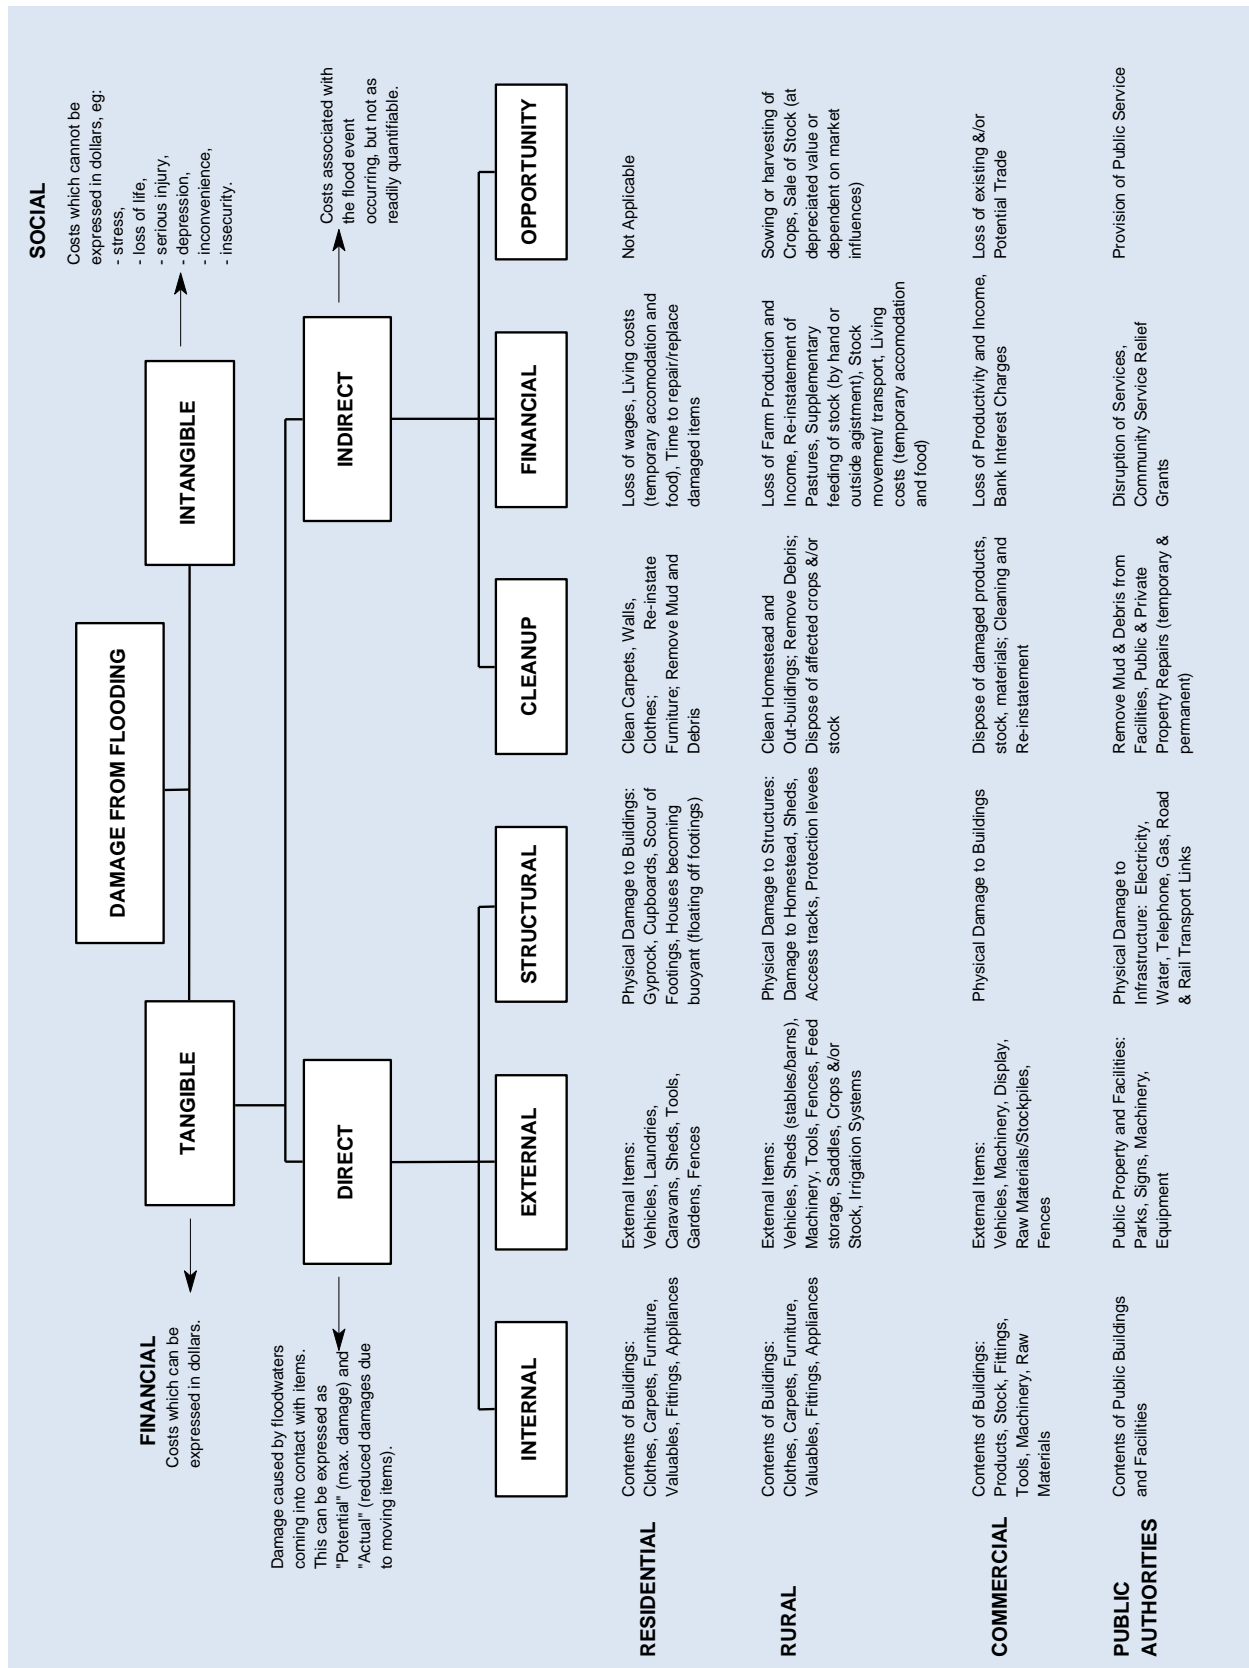 SOCIAL
Costs which cannot be
expressed in dollars, eg:
- stress,
- loss of life,
- serious injury,
- depression,
- inconvenience,
- insecurity.
DAMAGE FROM FLOODING
FINANCIAL
Costs which can be
expressed in dollars.
TANGIBLE
INTANGIBLE
Damage caused by floodwaters
coming into contact with items.
This can be expressed as
"Potential" (max. damage) and
"Actual" (reduced damages due
to moving items).
DIRECT
INDIRECT
Costs associated with
the flood event
occurring, but not as
readily quantifiable.
INTERNAL
EXTERNAL
STRUCTURAL
CLEANUP
FINANCIAL
OPPORTUNITY
RESIDENTIAL
Contents of Buildings:
Clothes, Carpets, Furniture,
Valuables, Fittings, Appliances
External Items:
Vehicles, Laundries,
Caravans, Sheds, Tools,
Gardens, Fences
Physical Damage to Buildings:
Gyprock, Cupboards, Scour of
Footings, Houses becoming
buoyant (floating off footings)
Clean Carpets, Walls,
Clothes; Re-instate
Furniture; Remove Mud and
Debris
Loss of wages, Living costs
(temporary accomodation and
food), Time to repair/replace
damaged items
Not Applicable
RURAL
Contents of Buildings:
Clothes, Carpets, Furniture,
Valuables, Fittings, Appliances
External Items:
Vehicles, Sheds (stables/barns),
Machinery, Tools, Fences, Feed
storage, Saddles, Crops &/or
Stock, Irrigation Systems
Physical Damage to Structures:
Damage to Homestead, Sheds,
Access tracks, Protection levees
Clean Homestead and
Out-buildings; Remove Debris;
Dispose of affected crops &/or
stock
Loss of Farm Production and
Income, Re-instatement of
Pastures, Supplementary
feeding of stock (by hand or
outside agistment), Stock
movement/ transport, Living
costs (temporary accomodation
and food)
Sowing or harvesting of
Crops, Sale of Stock (at
depreciated value or
dependent on market
influences)
COMMERCIAL
Contents of Buildings:
Products, Stock, Fittings,
Tools, Machinery, Raw
Materials
External Items:
Vehicles, Machinery, Display,
Raw Materials/Stockpiles,
Fences
Physical Damage to Buildings
Dispose of damaged products,
stock, materials; Cleaning and
Re-instatement
Loss of Productivity and Income,
Bank Interest Charges
Loss of existing &/or
Potential Trade
PUBLIC
AUTHORITIES
Contents of Public Buildings
and Facilities
Public Property and Facilities:
Parks, Signs, Machinery,
Equipment
Physical Damage to
Infrastructure: Electricity,
Water, Telephone, Gas, Road
& Rail Transport Links
Remove Mud & Debris from
Facilities, Public & Private
Property Repairs (temporary &
permanent)
Disruption of Services,
Community Service Relief
Grants
Provision of Public Service